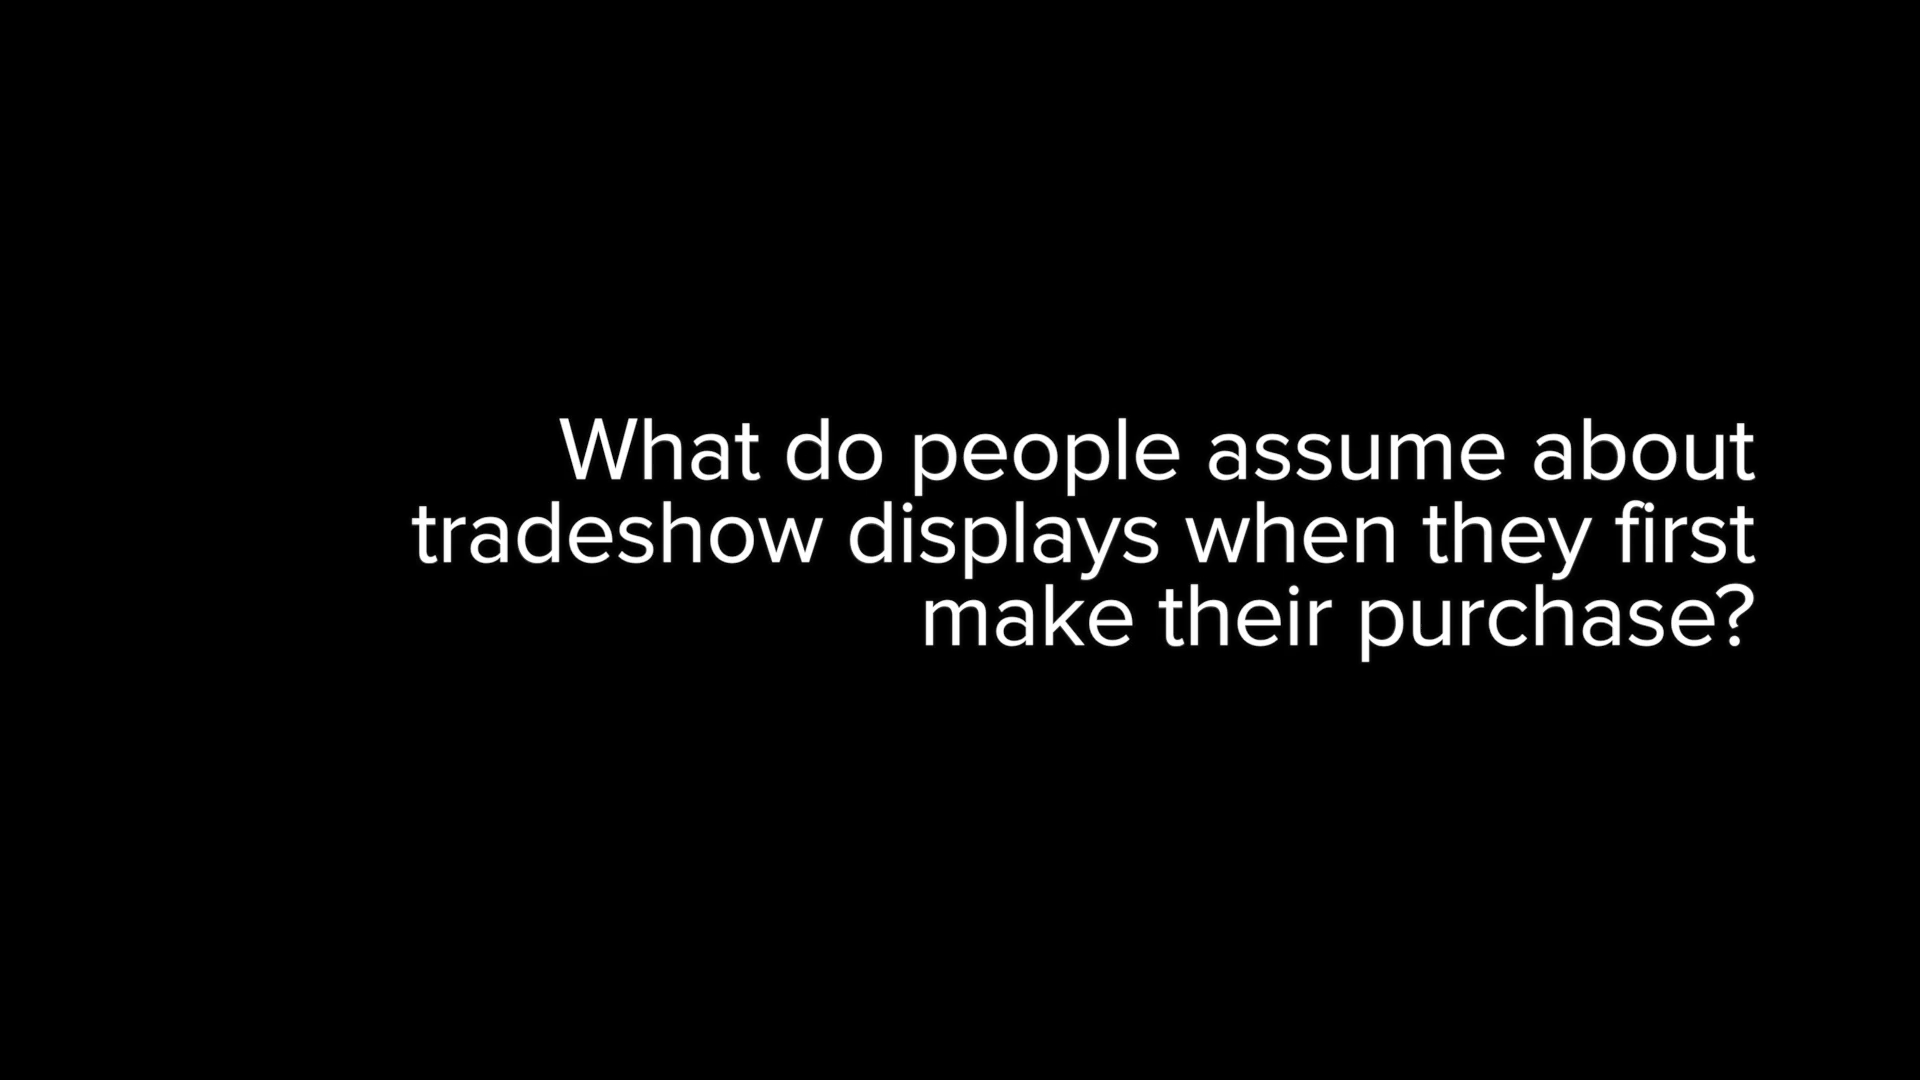 What do people assume about
tradeshow displays when they first
make their purchase?